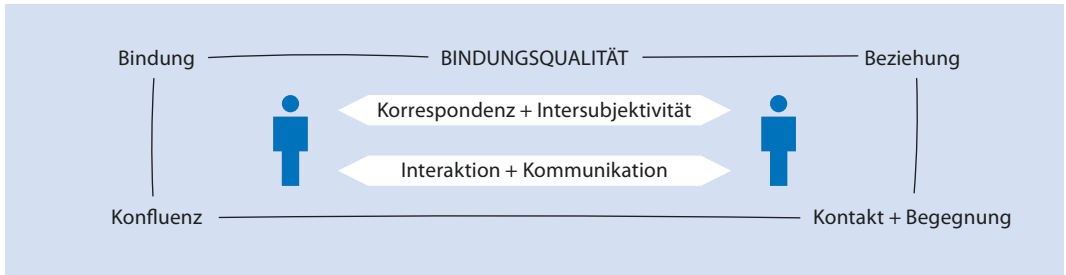 Bindung BINDUNGSQUALITÄT Beziehung
Korrespondenz + Intersubjektivität
Interaktion + Kommunikation
Konfluenz Kontakt + Begegnung